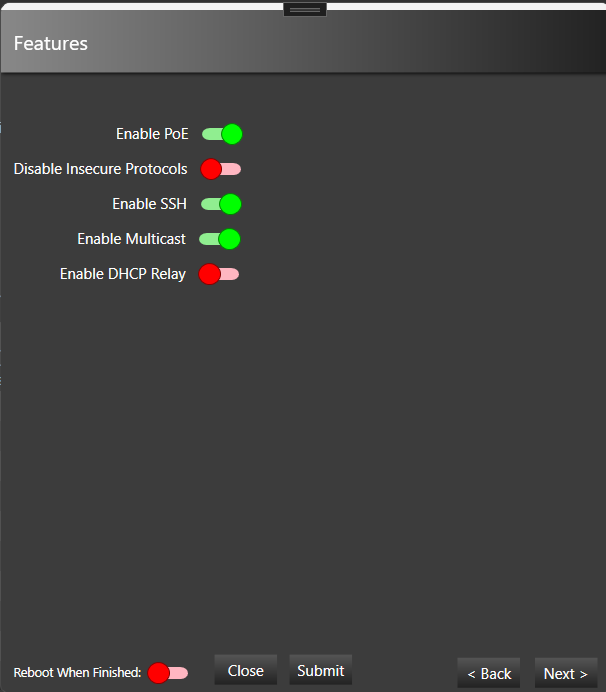 Features
Enable PoE
Disable Insecure Protocols
Enable SSH
Enable Multicast
Enable DHCP Relay
Reboot When Finished:
Close
Submit
< Back
Next >